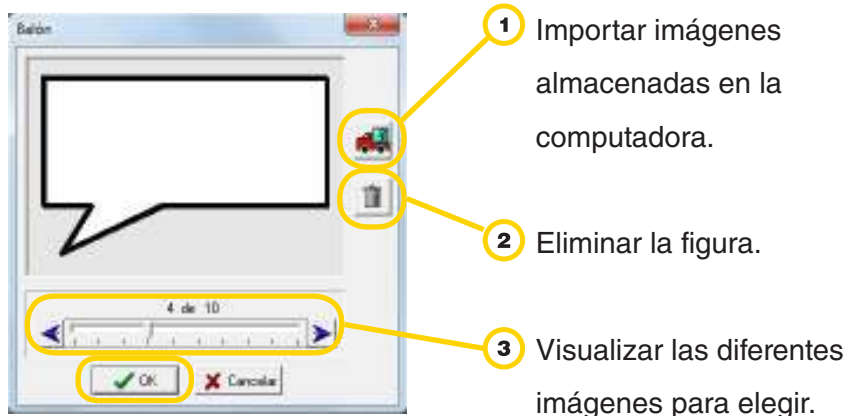 Balón
1 Importar imágenes
almacenadas en la
computadora.
2 Eliminar la figura.
4 de 10
3 Visualizar las diferentes
imágenes para elegir.
OK
Cancelar